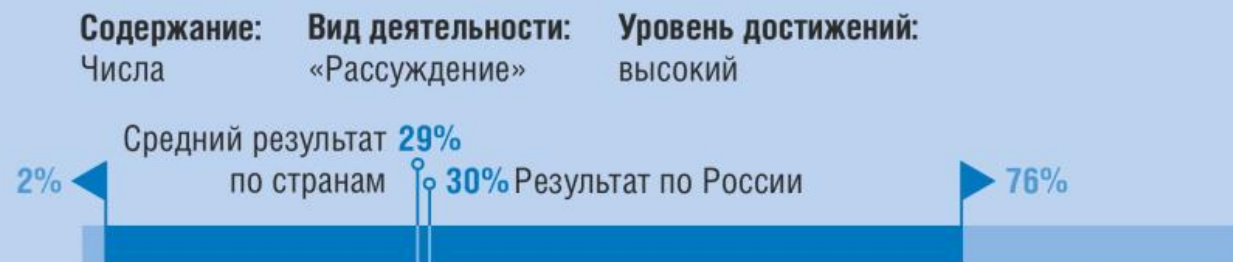 Содержание: Вид деятельности: Уровень достижений:
Числа «Рассуждение» высокий
Средний результат 29%
2% по странам 30% Результат по России 76%